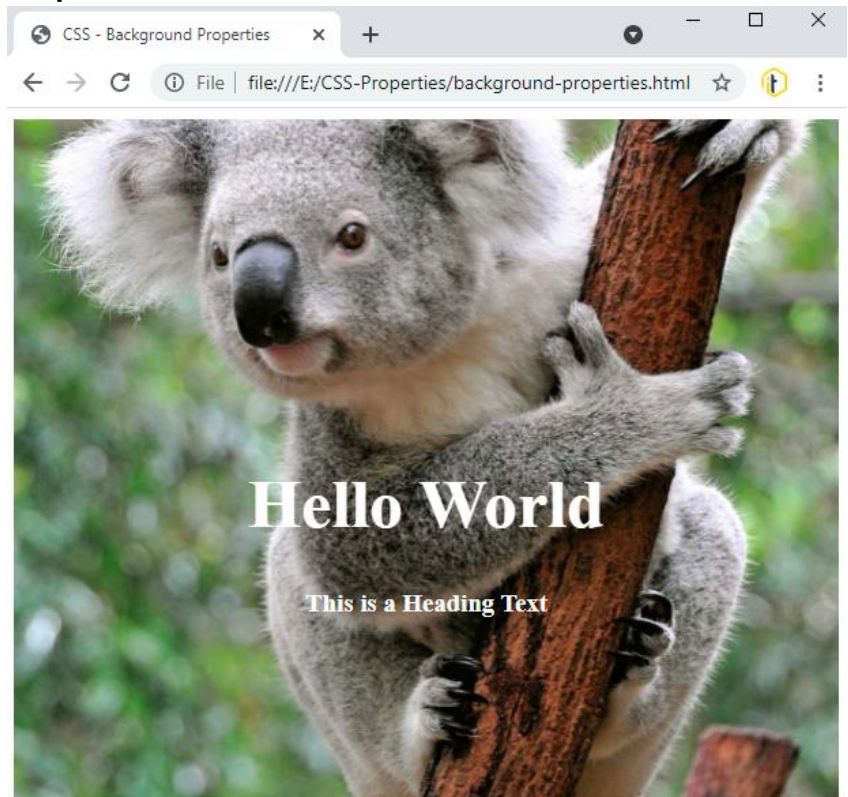 CSS - Background Properties
File | file:///E:/CSS-Properties/background-properties.html
Hello World
This is a Heading Text